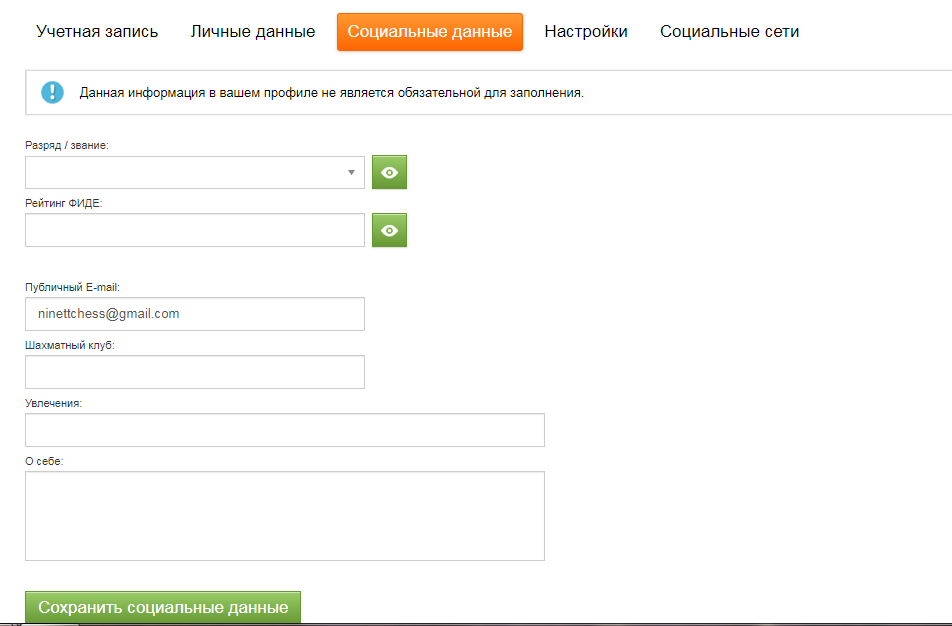 Учетная запись Личные данные Социальные данные Настройки Социальные сети
Данная информация в вашем профиле не является обязательной для заполнения.
Разряд / звание:
Рейтинг ФИДЕ:
Публичный E-mail:
ninettchess@gmail.com
Шахматный клуб:
Увлечения:
О себе:
Сохранить социальные данные